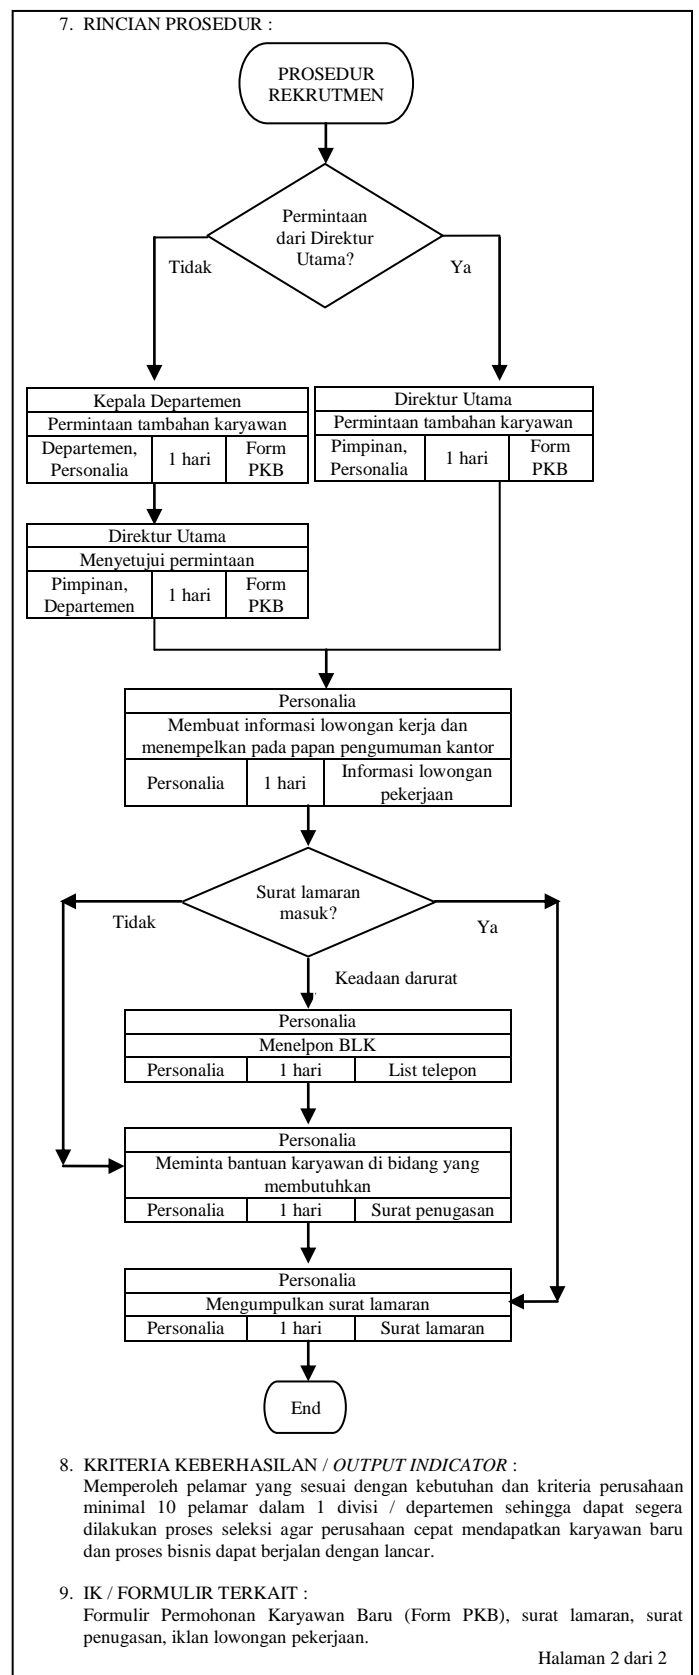 7. RINCIAN PROSEDUR :
PROSEDUR
REKRUTMEN
Permintaan
dari Direktur
Utama?
Tidak
Ya
Kepala Departemen
Permintaan tambahan karyawan
Departemen,
Personalia
1 hari
Form
PKB
Direktur Utama
Permintaan tambahan karyawan
Pimpinan,
Personalia
1 hari
Form
PKB
Direktur Utama
Menyetujui permintaan
Pimpinan,
Departemen
1 hari
Form
PKB
Personalia
Membuat informasi lowongan kerja dan
menempelkan pada papan pengumuman kantor
Personalia
1 hari
Informasi lowongan
pekerjaan
Surat lamaran
masuk?
Tidak
Ya
Keadaan darurat
Personalia
Menelpon BLK
Personalia
1 hari
List telepon
Personalia
Meminta bantuan karyawan di bidang yang
membutuhkan
Personalia
1 hari
Surat penugasan
Personalia
Mengumpulkan surat lamaran
Personalia
1 hari
Surat lamaran
End
8. KRITERIA KEBERHASILAN / OUTPUT INDICATOR :
Memperoleh pelamar yang sesuai dengan kebutuhan dan kriteria perusahaan
minimal 10 pelamar dalam 1 divisi / departemen sehingga dapat segera
dilakukan proses seleksi agar perusahaan cepat mendapatkan karyawan baru
dan proses bisnis dapat berjalan dengan lancar.
9. IK / FORMULIR TERKAIT :
Formulir Permohonan Karyawan Baru (Form PKB), surat lamaran, surat
penugasan, iklan lowongan pekerjaan.
Halaman 2 dari 2